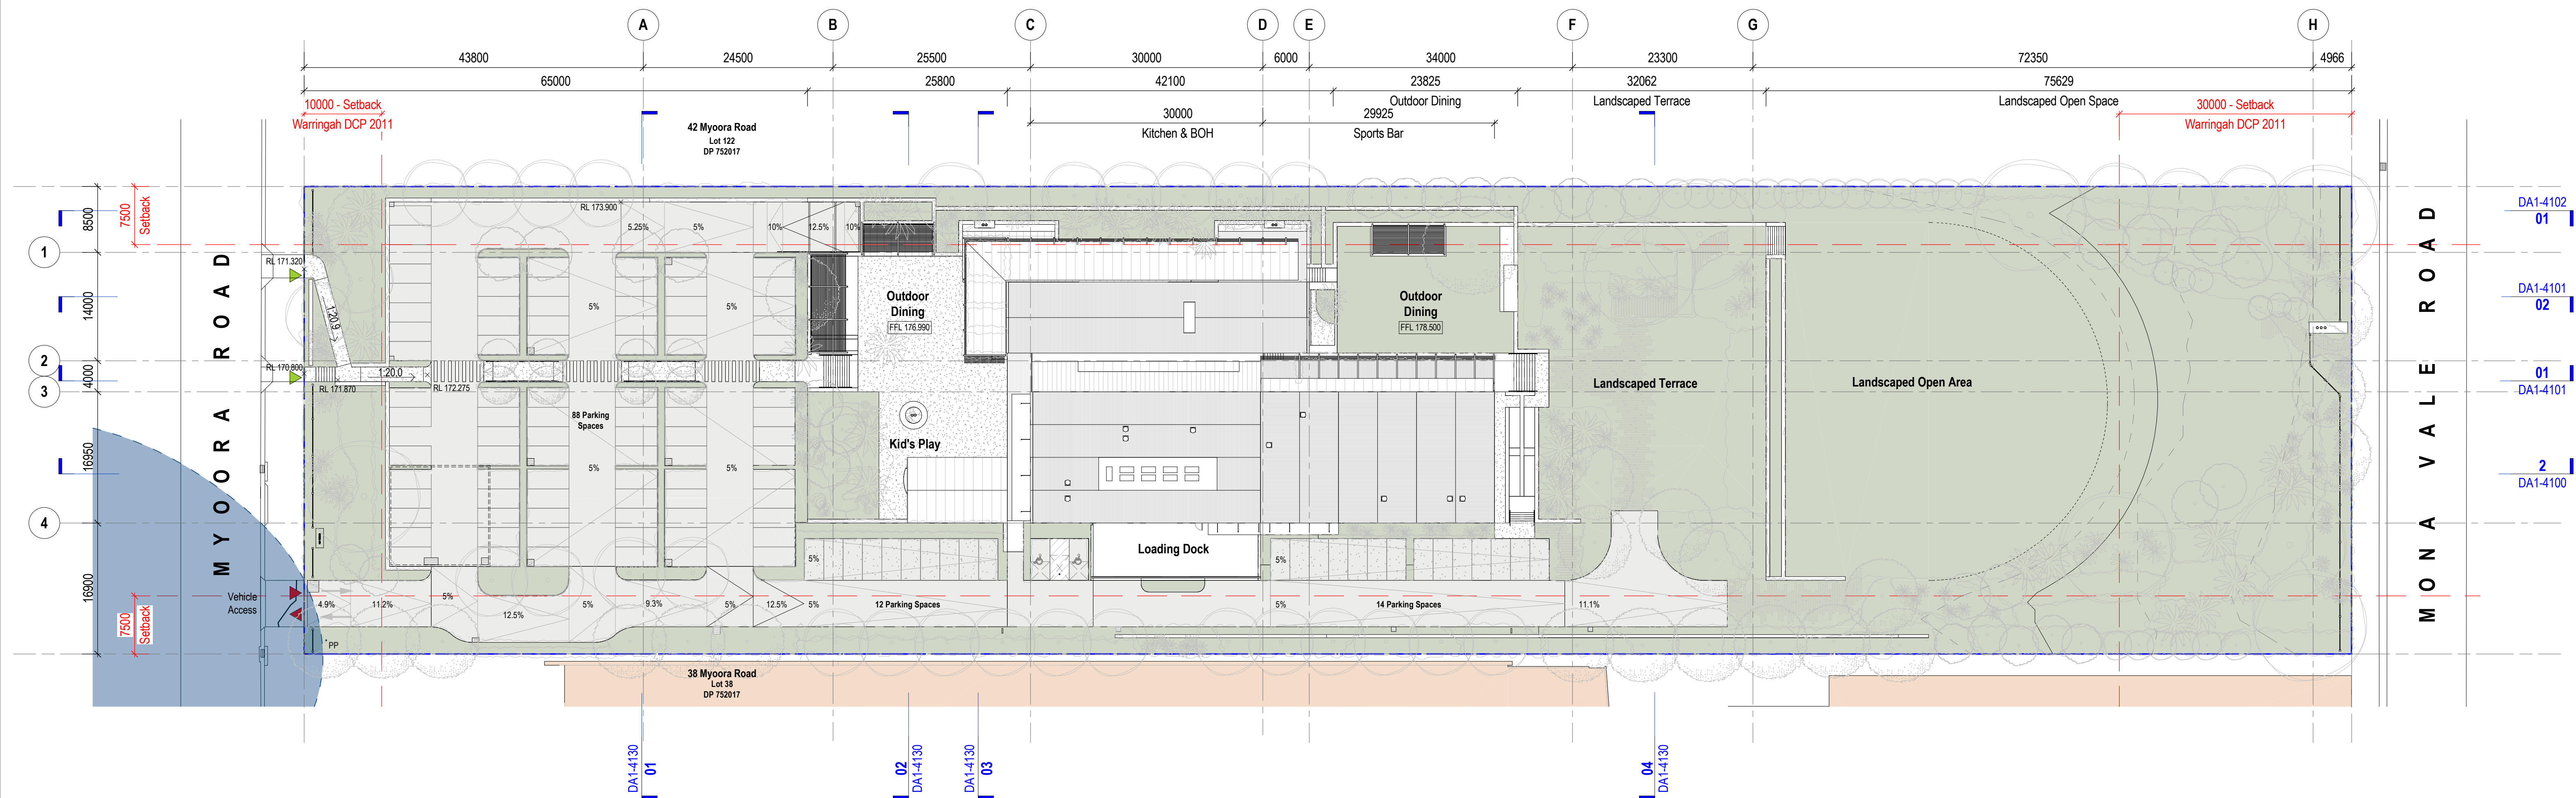 A B C D E F G H
43800 24500 25500 30000 6000 34000 23300 72350 4966
65000 25800 42100 23825 32062 75629
Outdoor Dining Landscaped Terrace Landscaped Open Space
10000 - Setback
Warringah DCP 2011
30000 - Setback
Warringah DCP 2011
30000 29925
Kitchen & BOH Sports Bar
42 Myoora Road
Lot 122
DP 752017
8500
14000
4000
16950
16900
7500
Setback
7500
Setback
1
2
3
4
MYOORA ROAD
RL 171.320
RL 170.800
RL 171.870
RL 172.275
RL 173.900
1:20.9
1:20.0
5.25% 5% 10% 12.5% 10%
5% 5%
88 Parking
Spaces
5% 5%
Outdoor
Dining
FFL 176.990
Kid's Play
Outdoor
Dining
FFL 178.500
Landscaped Terrace
Landscaped Open Area
Loading Dock
5% 5%
Vehicle
Access
4.9% 11.2% 5% 12.5% 5% 9.3% 5% 12.5% 5%
12 Parking Spaces
5%
14 Parking Spaces
11.1%
PP
38 Myoora Road
Lot 38
DP 752017
MONA VALE ROAD
DA1-4102
01
DA1-4101
02
01
DA1-4101
2
DA1-4100
DA1-4130
01
02
DA1-4130
DA1-4130
03
04
DA1-4130